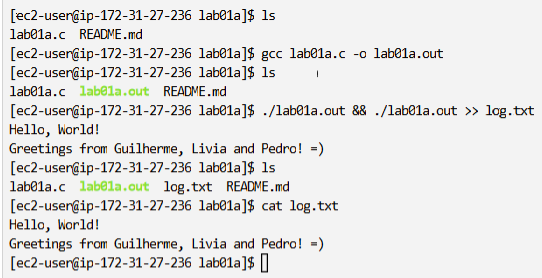 [ec2-user@ip-172-31-27-236 lab01a]$ ls
lab01a.c  README.md
[ec2-user@ip-172-31-27-236 lab01a]$ gcc lab01a.c -o lab01a.out
[ec2-user@ip-172-31-27-236 lab01a]$ ls
lab01a.c  lab01a.out  README.md
[ec2-user@ip-172-31-27-236 lab01a]$ ./lab01a.out && ./lab01a.out >> log.txt
Hello, World!
Greetings from Guilherme, Livia and Pedro! =)
[ec2-user@ip-172-31-27-236 lab01a]$ ls
lab01a.c  lab01a.out  log.txt  README.md
[ec2-user@ip-172-31-27-236 lab01a]$ cat log.txt
Hello, World!
Greetings from Guilherme, Livia and Pedro! =)
[ec2-user@ip-172-31-27-236 lab01a]$